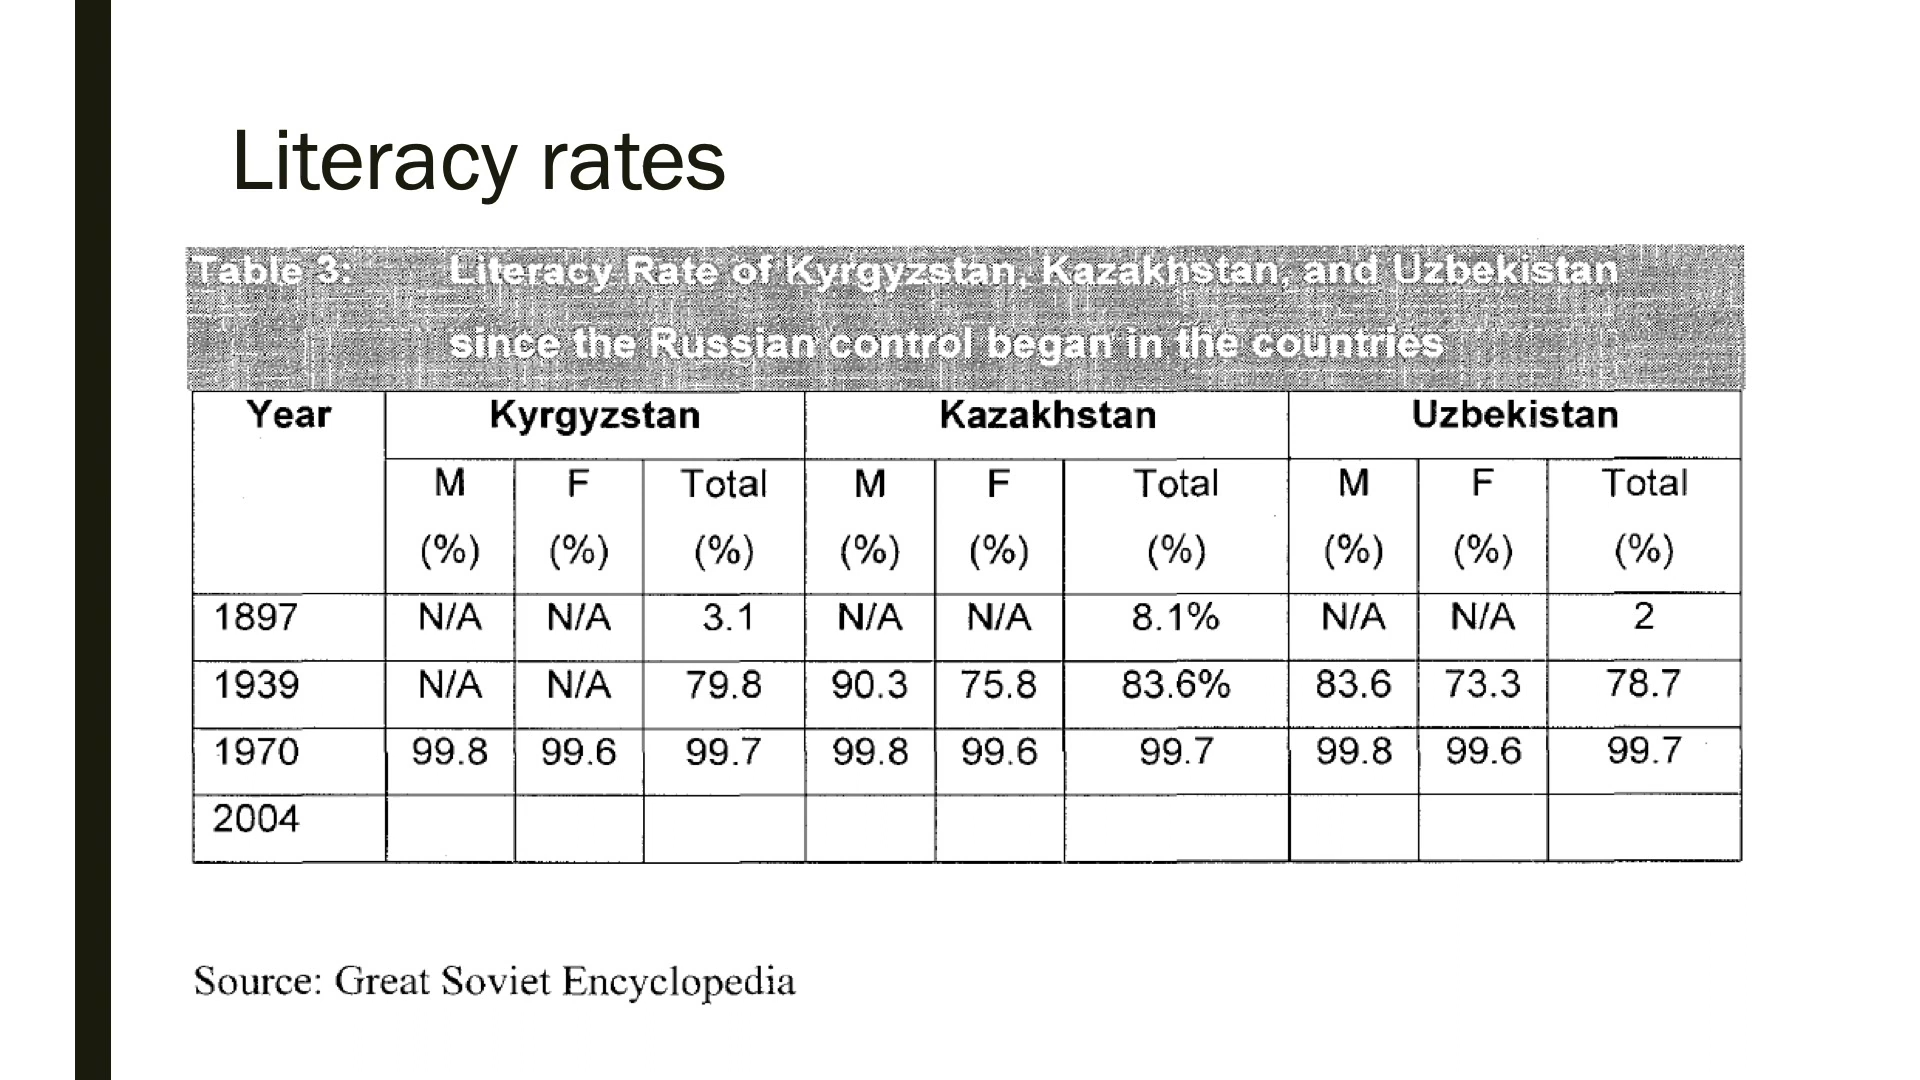 Literacy rates
Table 3: Literacy Rate of Kyrgyzstan, Kazakhstan, and Uzbekistan
since the Russian control began in the countries
Year Kyrgyzstan Kazakhstan Uzbekistan
M F Total M F Total M F Total
(%) (%) (%) (%) (%) (%) (%) (%) (%)
1897 N/A N/A 3.1 N/A N/A 8.1% N/A N/A 2
1939 N/A N/A 79.8 90.3 75.8 83.6% 83.6 73.3 78.7
1970 99.8 99.6 99.7 99.8 99.6 99.7 99.8 99.6 99.7
2004
Source: Great Soviet Encyclopedia